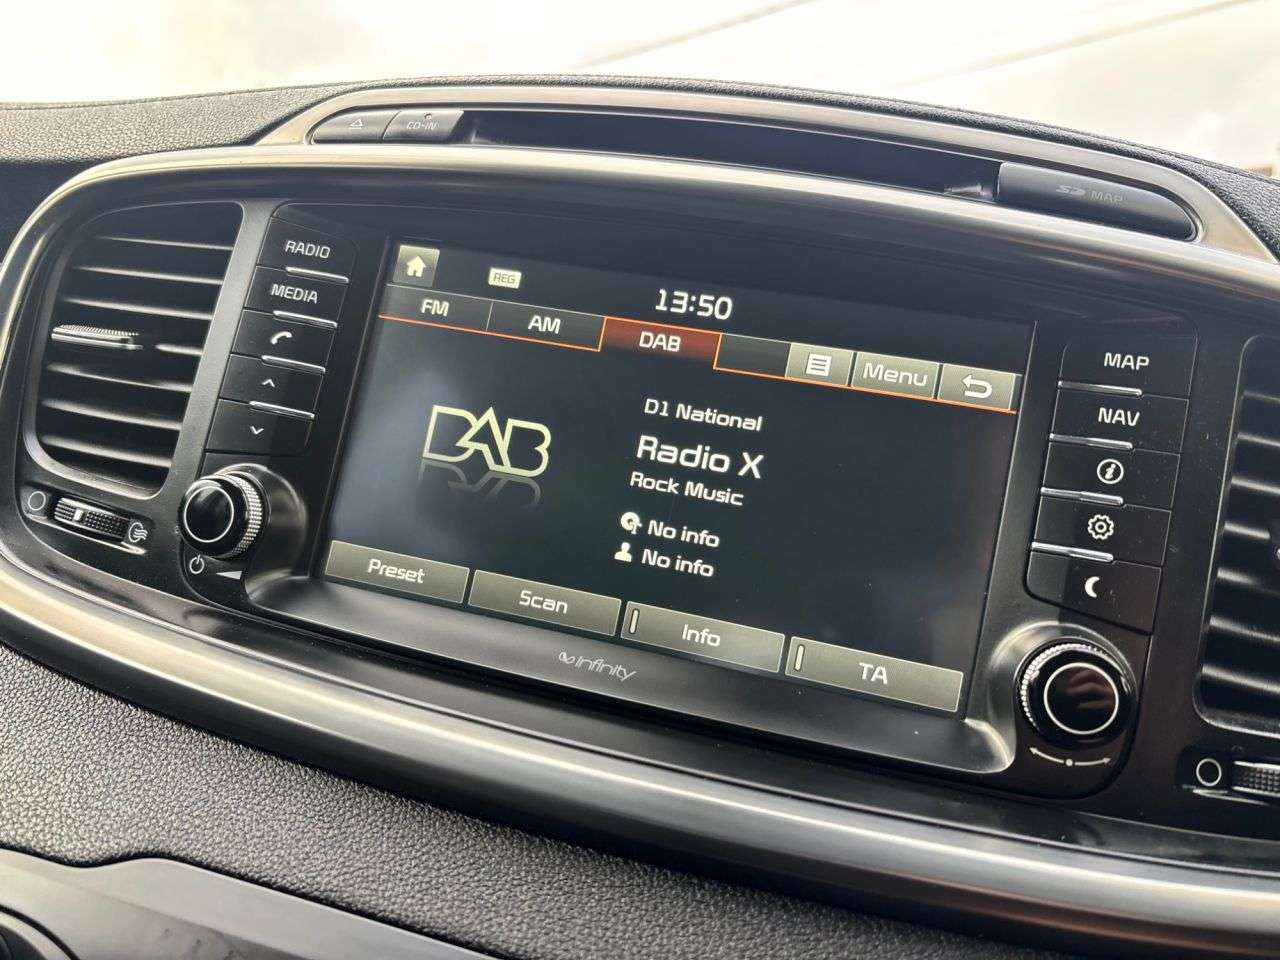 CD-IN
SD MAP
RADIO
MEDIA
REG
13:50
FM
AM
DAB
Menu
DAB
D1 National
Radio X
Rock Music
No info
No info
Preset
Scan
Info
TA
infinity
MAP
NAV